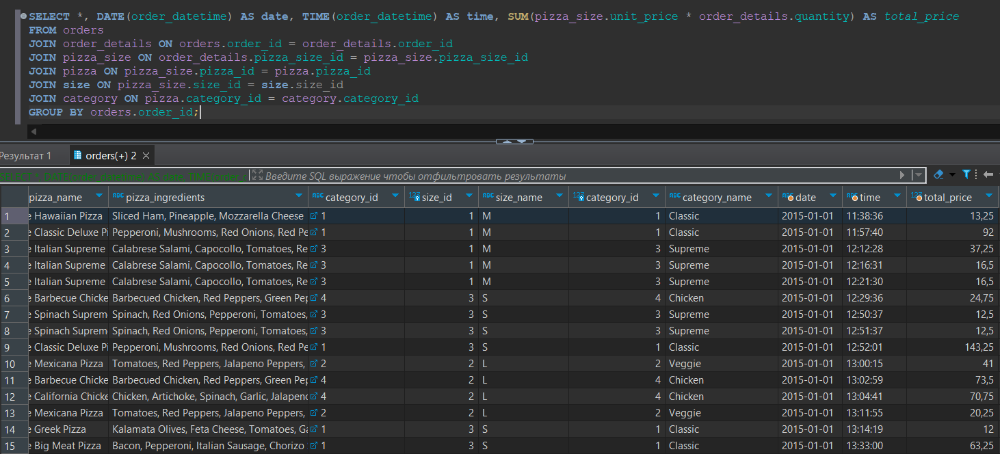 SELECT *, DATE(order_datetime) AS date, TIME(order_datetime) AS time, SUM(pizza_size.unit_price * order_details.quantity) AS total_price
FROM orders
JOIN order_details ON orders.order_id = order_details.order_id
JOIN pizza_size ON order_details.pizza_size_id = pizza_size.pizza_size_id
JOIN pizza ON pizza_size.pizza_id = pizza.pizza_id
JOIN size ON pizza_size.size_id = size.size_id
JOIN category ON pizza.category_id = category.category_id
GROUP BY orders.order_id;
Результат 1 orders(+) 2
SELECT *, DATE(order_datetime) AS date, TIME(order_d Введите SQL выражение чтобы отфильтровать результаты
pizza_name ABC pizza_ingredients ABC category_id 123 size_id ABC size_name 123 category_id ABC category_name ABC date ABC time 123 total_price
1 e Hawaiian Pizza Sliced Ham, Pineapple, Mozzarella Cheese 1 1 M 1 Classic 2015-01-01 11:38:36 13,25
2 e Classic Deluxe Pi Pepperoni, Mushrooms, Red Onions, Red Pe 1 1 M 1 Classic 2015-01-01 11:57:40 92
3 e Italian Supreme Calabrese Salami, Capocollo, Tomatoes, Re 3 1 M 3 Supreme 2015-01-01 12:12:28 37,25
4 e Italian Supreme Calabrese Salami, Capocollo, Tomatoes, Re 3 1 M 3 Supreme 2015-01-01 12:16:31 16,5
5 e Italian Supreme Calabrese Salami, Capocollo, Tomatoes, Re 3 1 M 3 Supreme 2015-01-01 12:21:30 16,5
6 e Barbecue Chicke Barbecued Chicken, Red Peppers, Green Pep 4 3 S 4 Chicken 2015-01-01 12:29:36 24,75
7 e Spinach Suprem Spinach, Red Onions, Pepperoni, Tomatoes, 3 3 S 3 Supreme 2015-01-01 12:50:37 12,5
8 e Spinach Suprem Spinach, Red Onions, Pepperoni, Tomatoes, 3 3 S 3 Supreme 2015-01-01 12:51:37 12,5
9 e Classic Deluxe Pi Pepperoni, Mushrooms, Red Onions, Red Pe 1 3 S 1 Classic 2015-01-01 12:52:01 143,25
10 e Mexicana Pizza Tomatoes, Red Peppers, Jalapeno Peppers, 2 2 L 2 Veggie 2015-01-01 13:00:15 41
11 e Barbecue Chicke Barbecued Chicken, Red Peppers, Green Pep 4 2 L 4 Chicken 2015-01-01 13:02:59 73,5
12 e California Chicke Chicken, Artichoke, Spinach, Garlic, Jalapeno 4 2 L 4 Chicken 2015-01-01 13:04:41 70,75
13 e Mexicana Pizza Tomatoes, Red Peppers, Jalapeno Peppers, 2 2 L 2 Veggie 2015-01-01 13:11:55 20,25
14 e Greek Pizza Kalamata Olives, Feta Cheese, Tomatoes, Ga 1 3 S 1 Classic 2015-01-01 13:14:19 12
15 e Big Meat Pizza Bacon, Pepperoni, Italian Sausage, Chorizo 1 3 S 1 Classic 2015-01-01 13:33:00 63,25